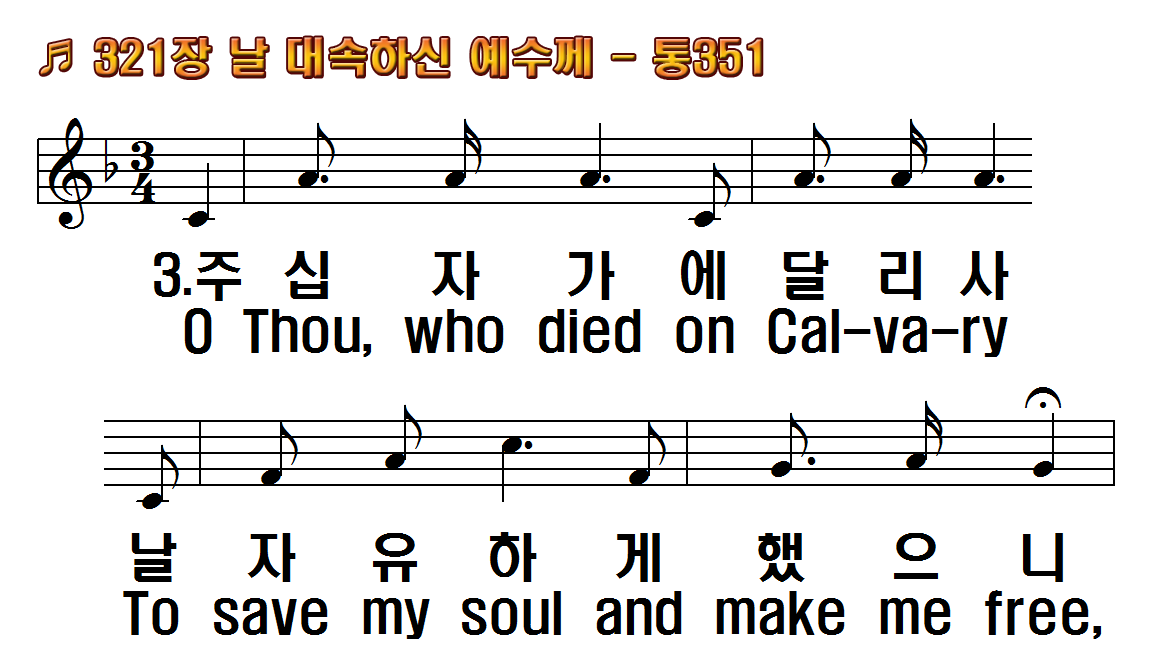 ♬ 321장 날 대속하신 예수께 - 통351
3
4
3.주 십 자 가 에 달 리 사
O Thou, who died on Cal-va-ry
날 자 유 하 게 했 으 니
To save my soul and make me free,